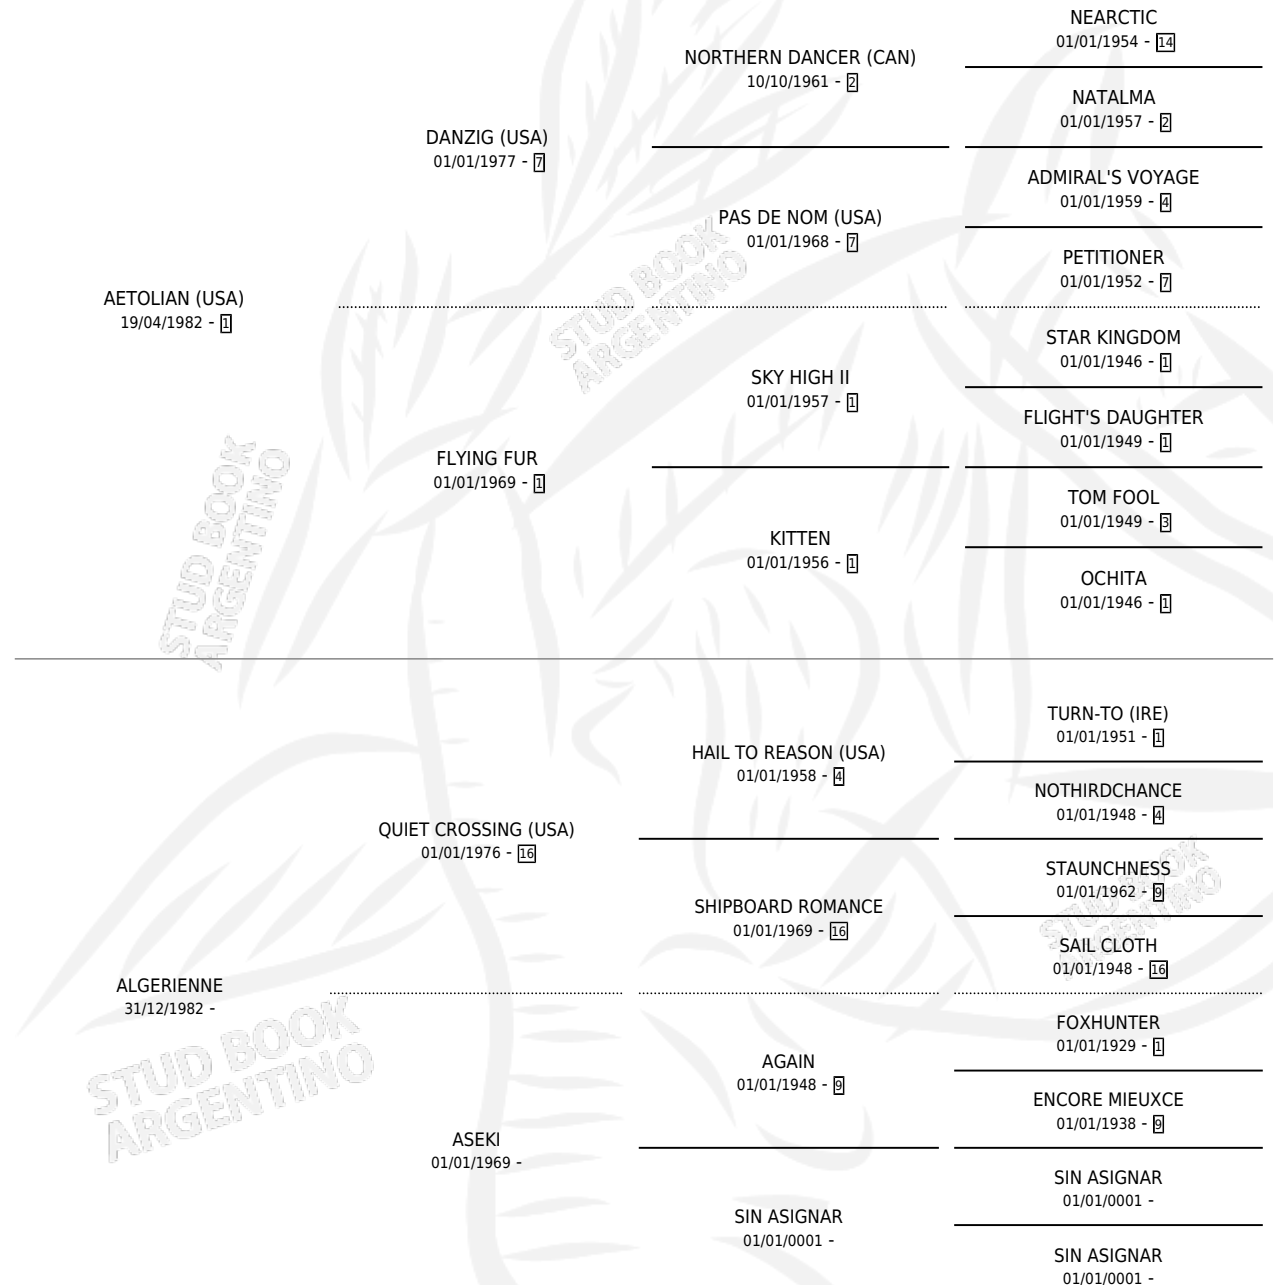 NEARCTIC
01/01/1954 - 14
NORTHERN DANCER (CAN)
10/10/1961 - 2
NATALMA
01/01/1957 - 2
DANZIG (USA)
01/01/1977 - 7
ADMIRAL'S VOYAGE
01/01/1959 - 4
PAS DE NOM (USA)
01/01/1968 - 7
PETITIONER
01/01/1952 - 7
AETOLIAN (USA)
19/04/1982 - 1
STAR KINGDOM
01/01/1946 - 1
SKY HIGH II
01/01/1957 - 1
FLIGHT'S DAUGHTER
01/01/1949 - 1
FLYING FUR
01/01/1969 - 1
TOM FOOL
01/01/1949 - 3
KITTEN
01/01/1956 - 1
OCHITA
01/01/1946 - 1
TURN-TO (IRE)
01/01/1951 - 1
HAIL TO REASON (USA)
01/01/1958 - 4
NOTHIRDCHANCE
01/01/1948 - 4
QUIET CROSSING (USA)
01/01/1976 - 16
STAUNCHNESS
01/01/1962 - 9
SHIPBOARD ROMANCE
01/01/1969 - 16
SAIL CLOTH
01/01/1948 - 16
ALGERIENNE
31/12/1982 -
FOXHUNTER
01/01/1929 - 1
AGAIN
01/01/1948 - 9
ENCORE MIEUXCE
01/01/1938 - 9
ASEKI
01/01/1969 -
SIN ASIGNAR
01/01/0001 -
SIN ASIGNAR
01/01/0001 -
SIN ASIGNAR
01/01/0001 -
STUD BOOK
ARGENTINO
STUD BOOK
ARGENTINO
STUD BOOK
ARGENTINO
STUD BOOK
ARGENTINO